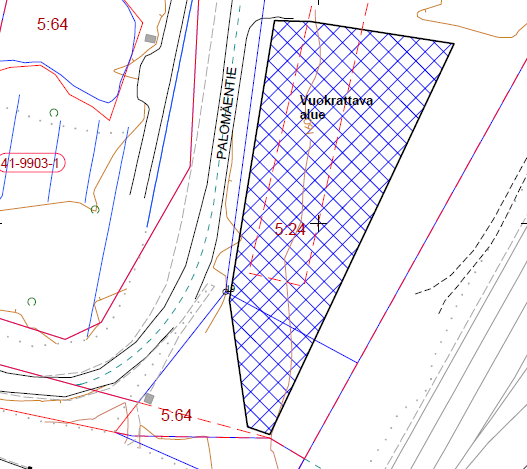 5:64
PALOMÄENTIE
Vuokrattava
alue
41-9903-1
5:24
5:64